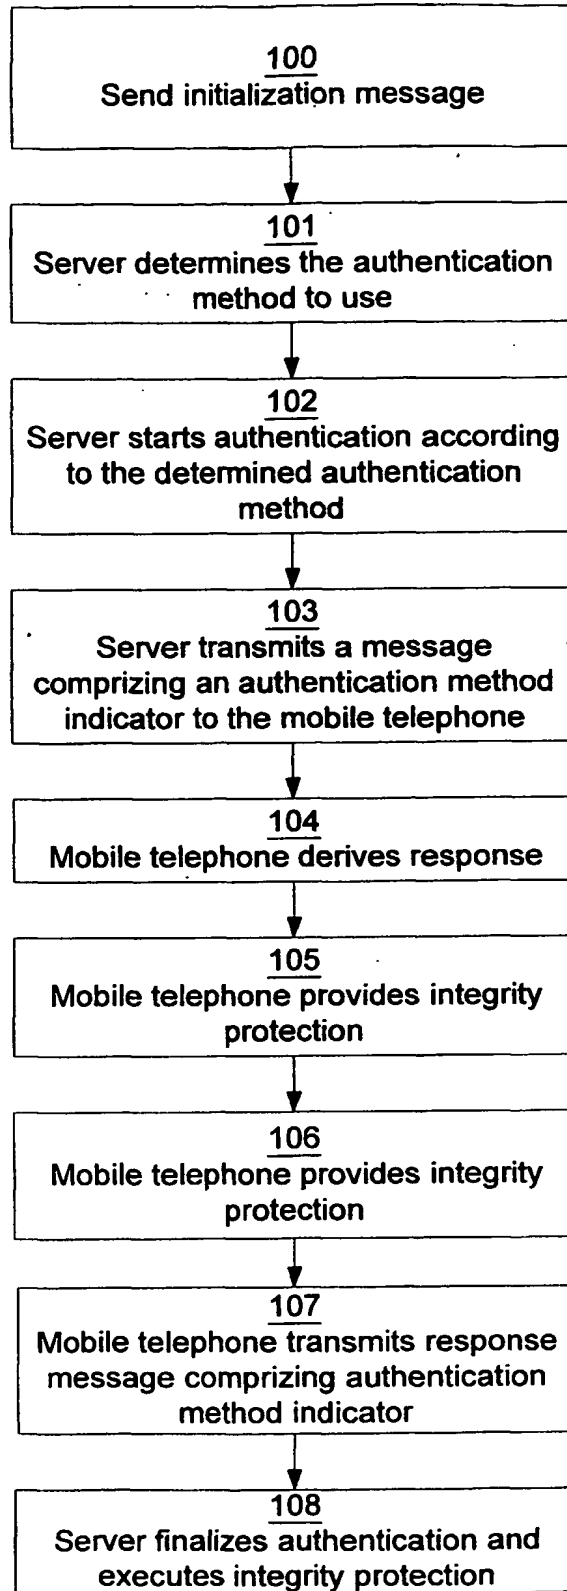 100
Send initialization message
101
Server determines the authentication
method to use
102
Server starts authentication according
to the determined authentication
method
103
Server transmits a message
comprizing an authentication method
indicator to the mobile telephone
104
Mobile telephone derives response
105
Mobile telephone provides integrity
protection
106
Mobile telephone provides integrity
protection
107
Mobile telephone transmits response
message comprizing authentication
method indicator
108
Server finalizes authentication and
executes integrity protection